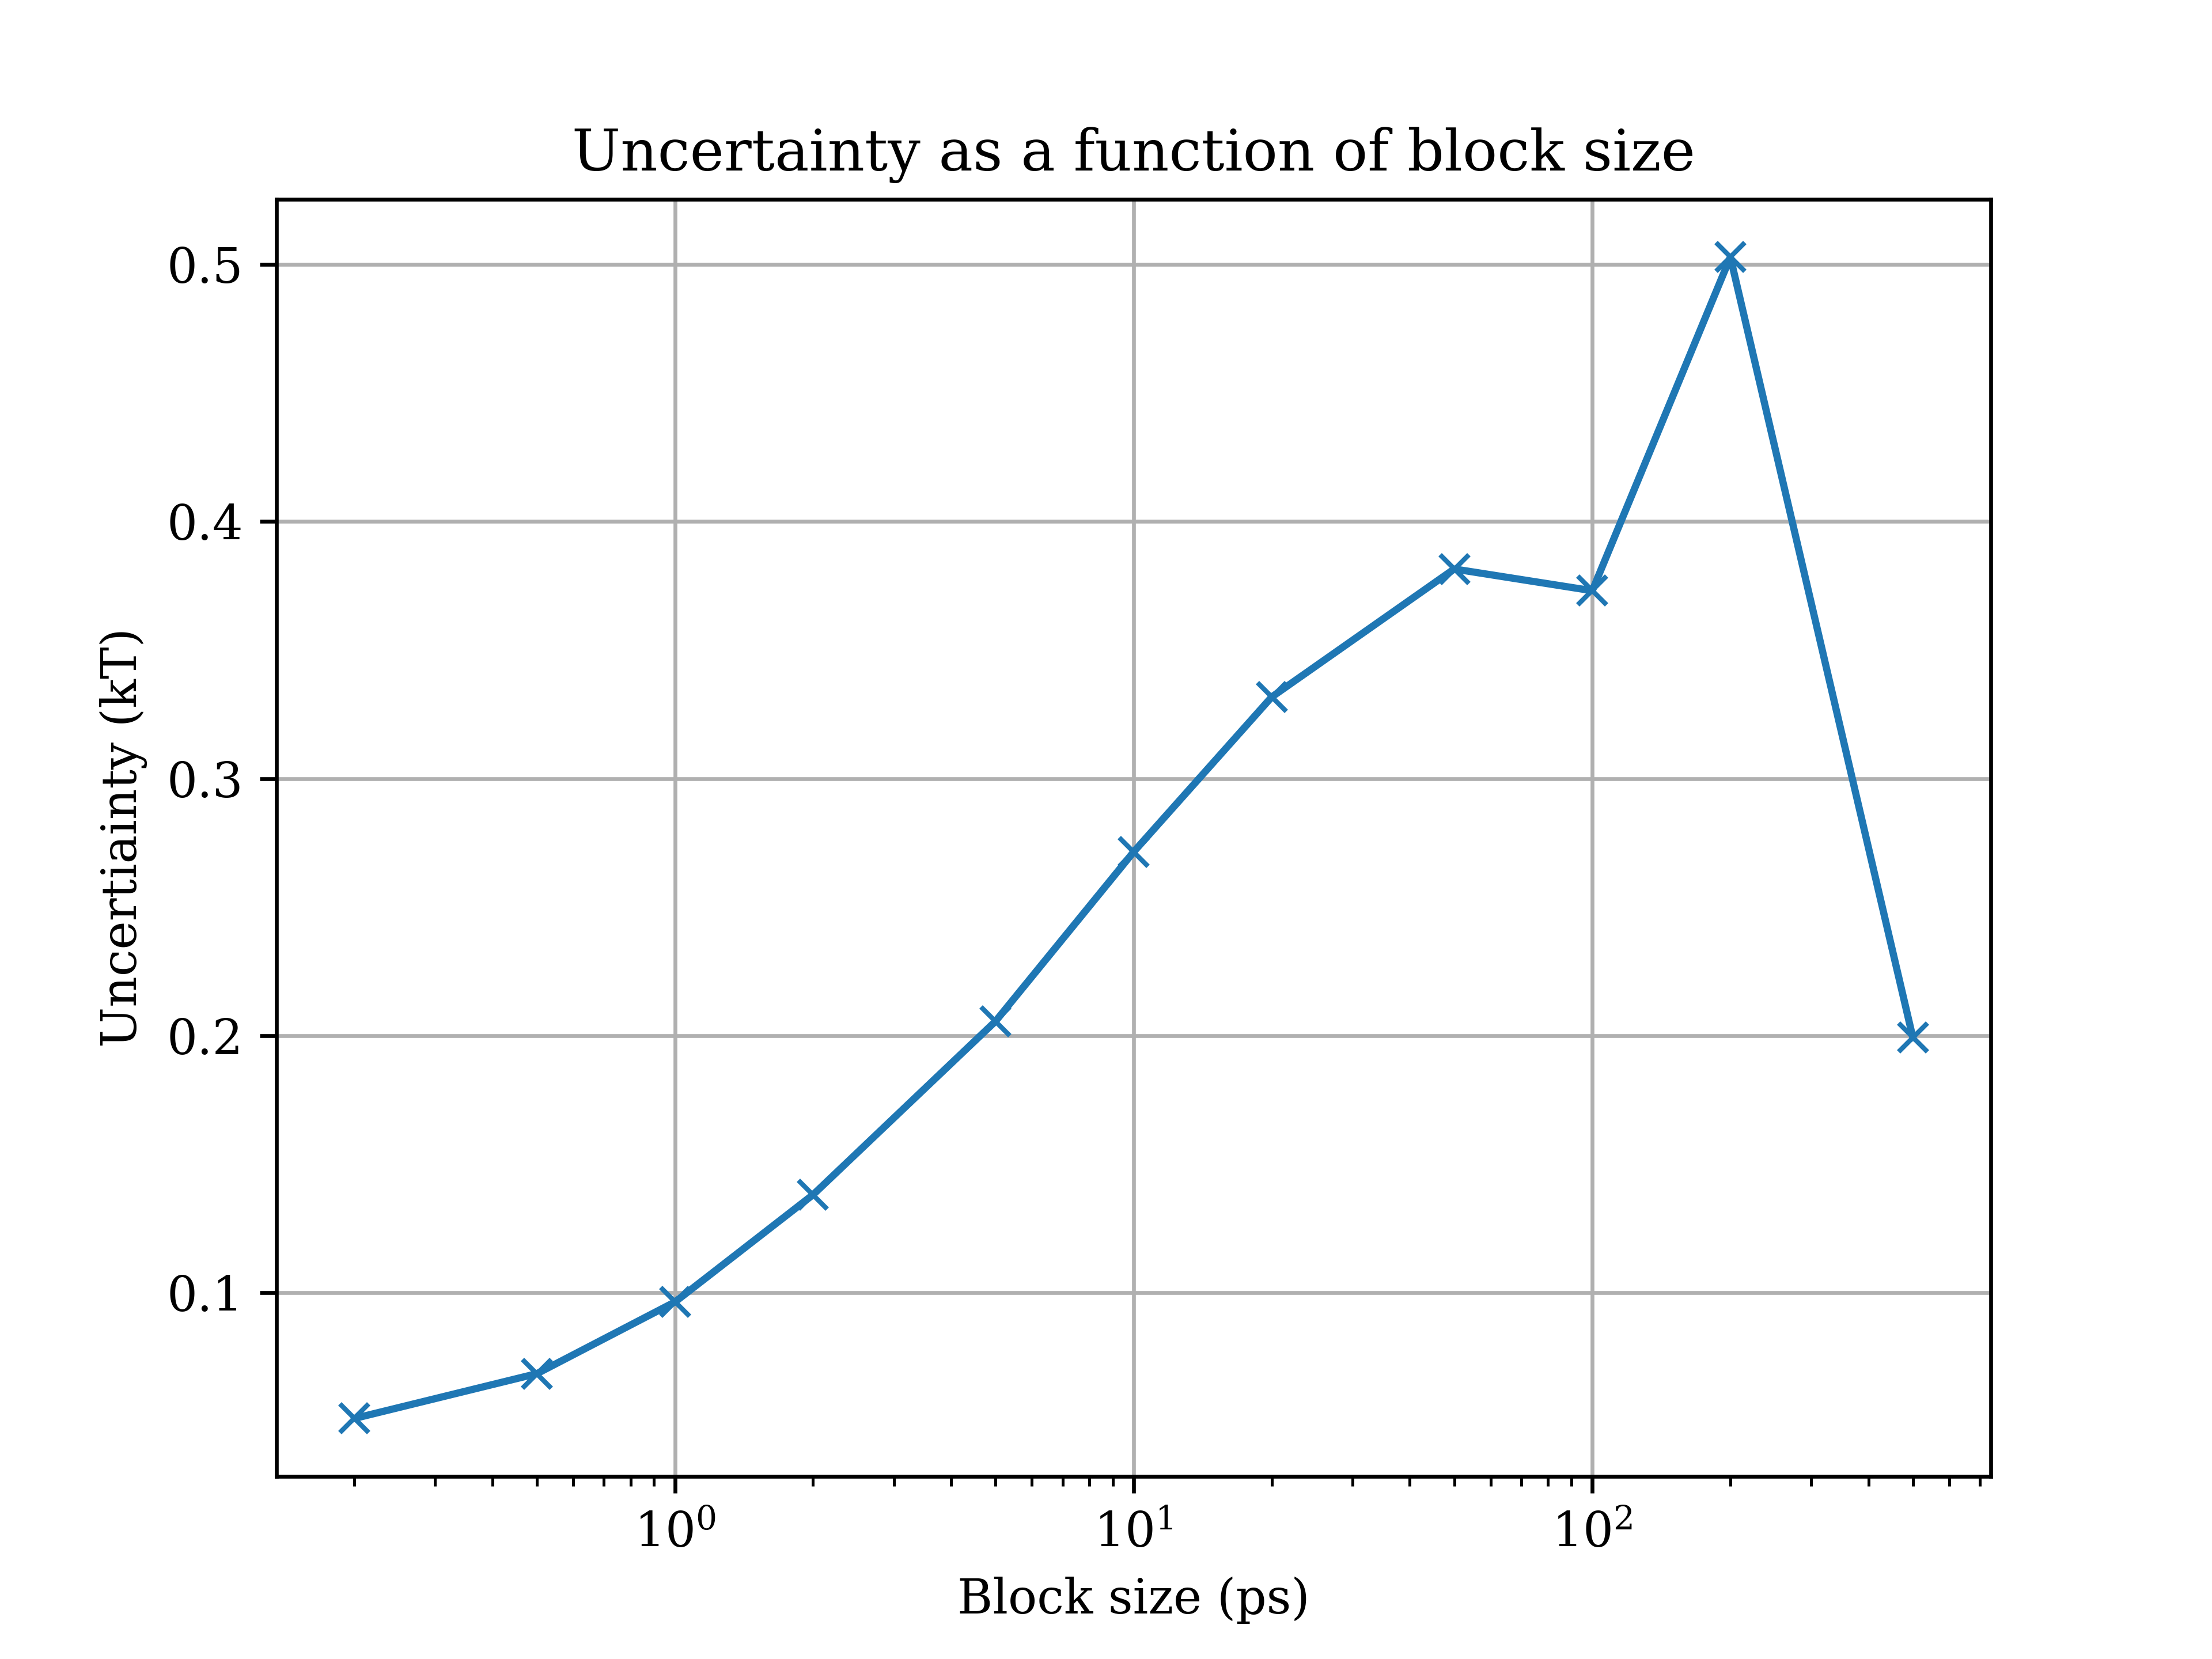 Uncertainty as a function of block size
0.5
0.4
0.3
0.2
0.1
Uncertiainty (kT)
10⁰ 10¹ 10²
Block size (ps)